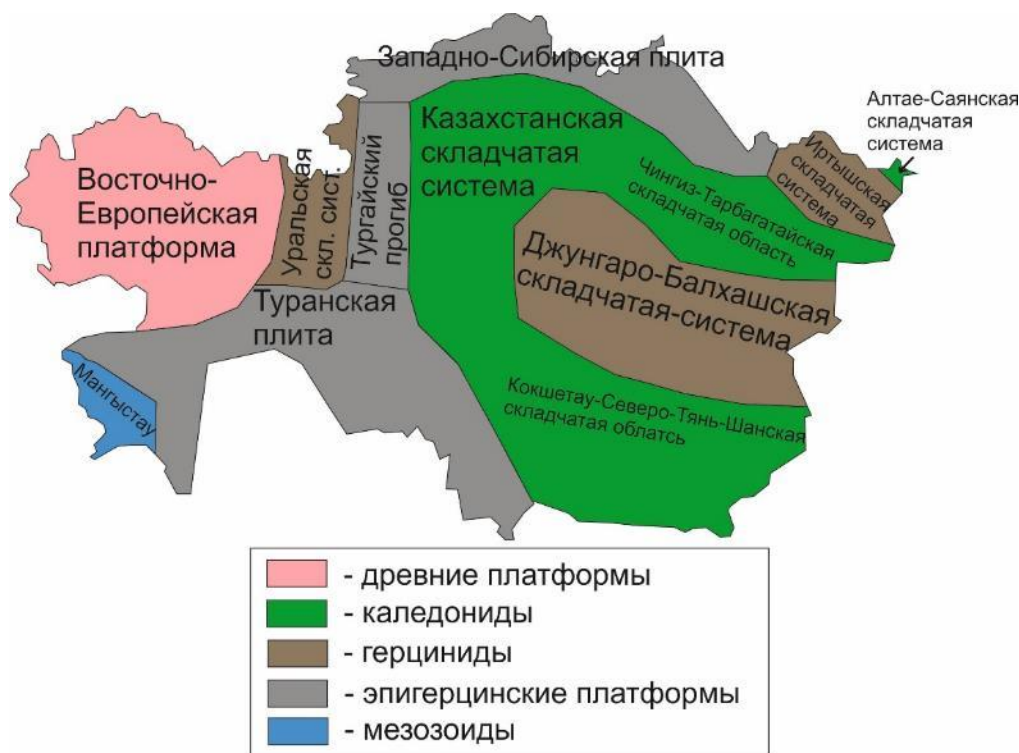 Западно-Сибирская плита
Алтае-Саянская
складчатая
система
Казахстанская
складчатая
система
Иртышская
складчатая
система
Восточно-
Европейская
платформа
Уральская
скл. сист.
Тургайский
прогиб
Чингиз-Тарбагатайская
складчатая область
Джунгаро-Балхашская
складчатая-система
Туранская
плита
Мангыстау
Кокшетау-Северо-Тянь-Шанская
складчатая облатсь
- древние платформы
- каледониды
- герциниды
- эпигерцинские платформы
- мезозоиды